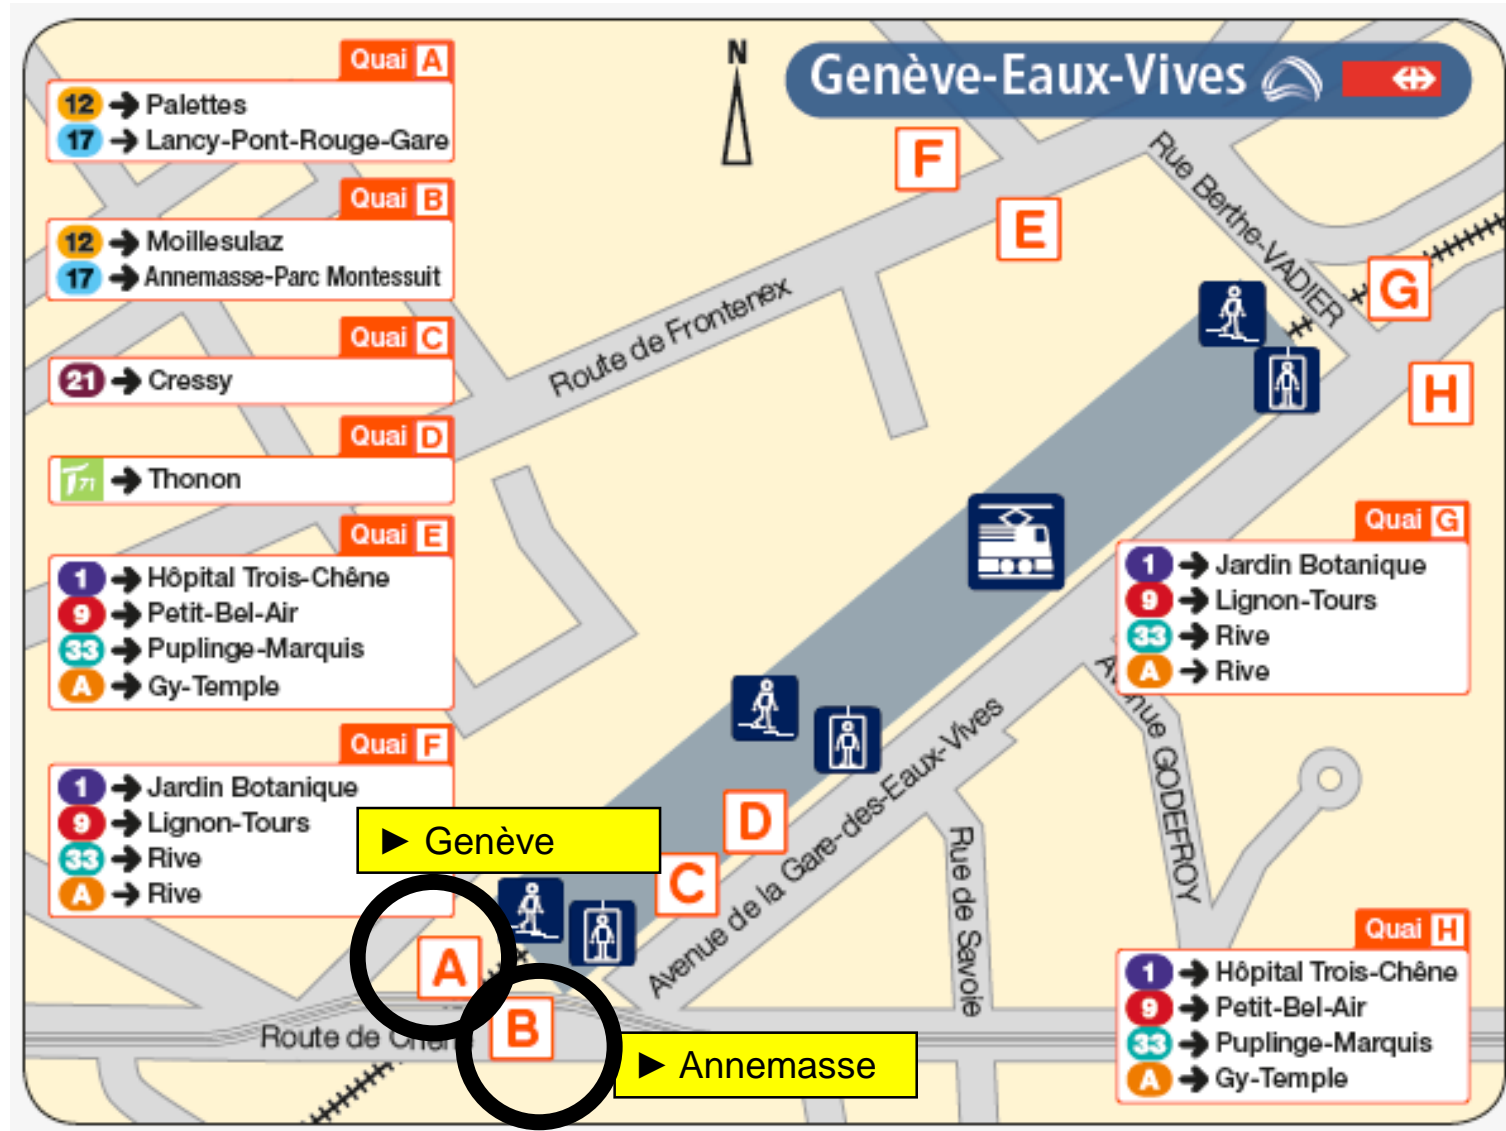 N
Genève-Eaux-Vives
Quai A
12 → Palettes
17 → Lancy-Pont-Rouge-Gare
Quai B
12 → Moillesulaz
17 → Annemasse-Parc Montessuit
Quai C
21 → Cressy
Quai D
T71 → Thonon
Quai E
1 → Hôpital Trois-Chêne
9 → Petit-Bel-Air
33 → Puplinge-Marquis
A → Gy-Temple
Quai F
1 → Jardin Botanique
9 → Lignon-Tours
33 → Rive
A → Rive
F
E
Rue Berthe-VADIER
G
H
Route de Frontenex
Quai G
1 → Jardin Botanique
9 → Lignon-Tours
33 → Rive
A → Rive
GODEFROY
D
C
Avenue de la Gare-des-Eaux-Vives
Rue de Savoie
► Genève
A
B
Route de
► Annemasse
Quai H
1 → Hôpital Trois-Chêne
9 → Petit-Bel-Air
33 → Puplinge-Marquis
A → Gy-Temple